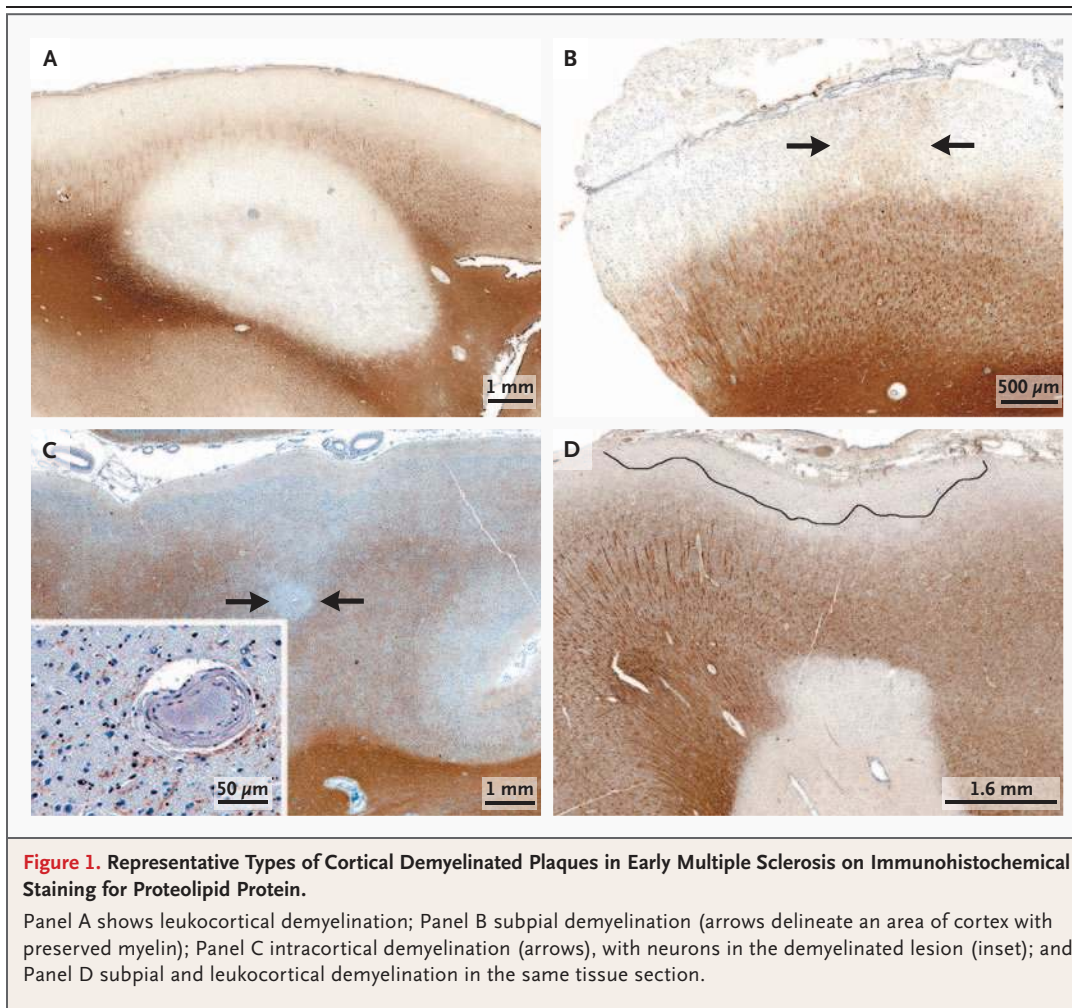 A
B
1 mm
500 µm
C
D
50 µm
1 mm
1.6 mm
Figure 1. Representative Types of Cortical Demyelinated Plaques in Early Multiple Sclerosis on Immunohistochemical
Staining for Proteolipid Protein.
Panel A shows leukocortical demyelination; Panel B subpial demyelination (arrows delineate an area of cortex with
preserved myelin); Panel C intracortical demyelination (arrows), with neurons in the demyelinated lesion (inset); and
Panel D subpial and leukocortical demyelination in the same tissue section.